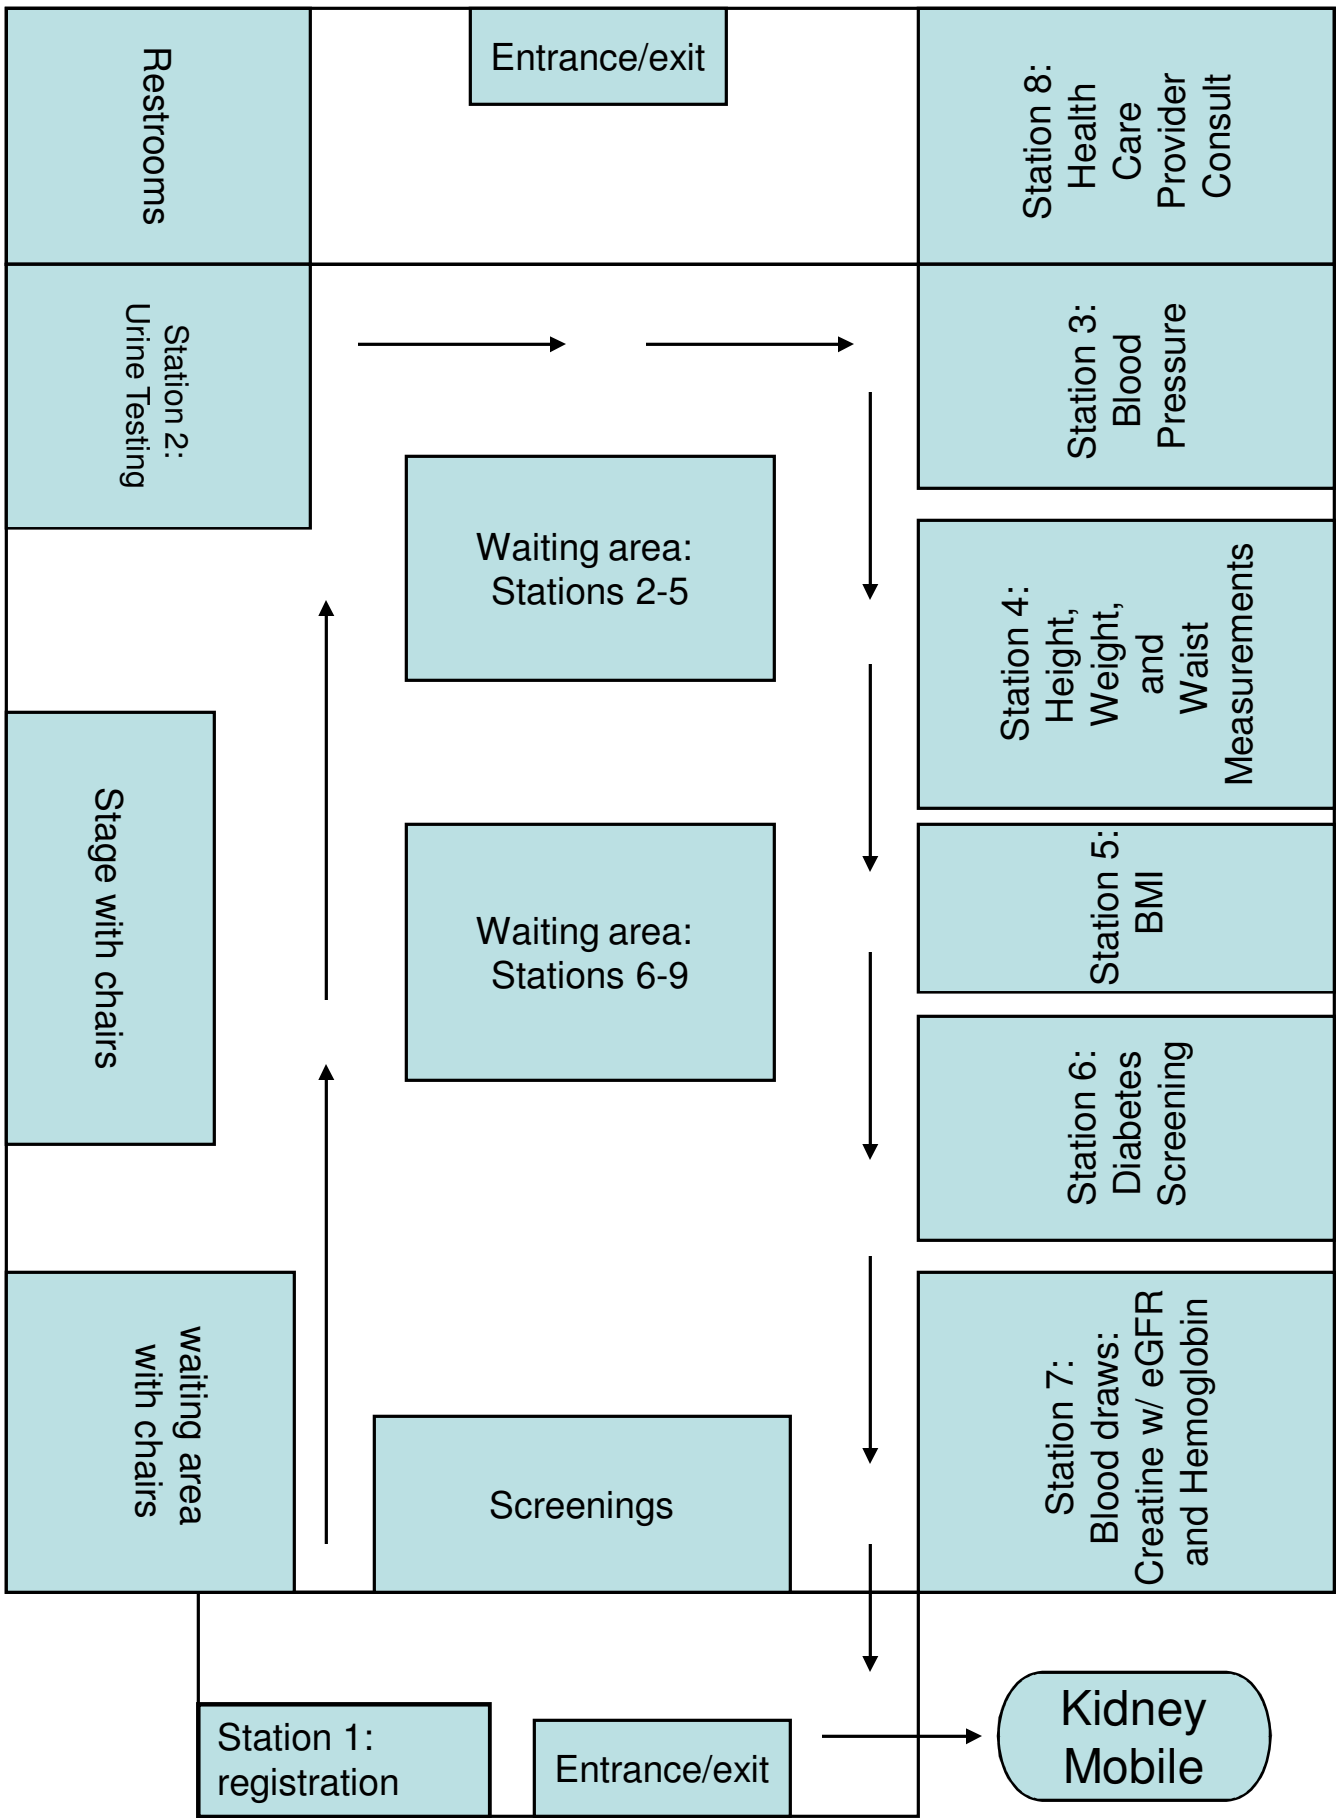 Restrooms
Entrance/exit
Station 8:
Health
Care
Provider
Consult
Station 2:
Urine Testing
Station 3:
Blood
Pressure
Waiting area:
Stations 2-5
Station 4:
Height,
Weight,
and
Waist
Measurements
Stage with chairs
Waiting area:
Stations 6-9
Station 5:
BMI
Station 6:
Diabetes
Screening
waiting area
with chairs
Screenings
Station 7:
Blood draws:
Creatine w/ eGFR
and Hemoglobin
Station 1:
registration
Entrance/exit
Kidney
Mobile